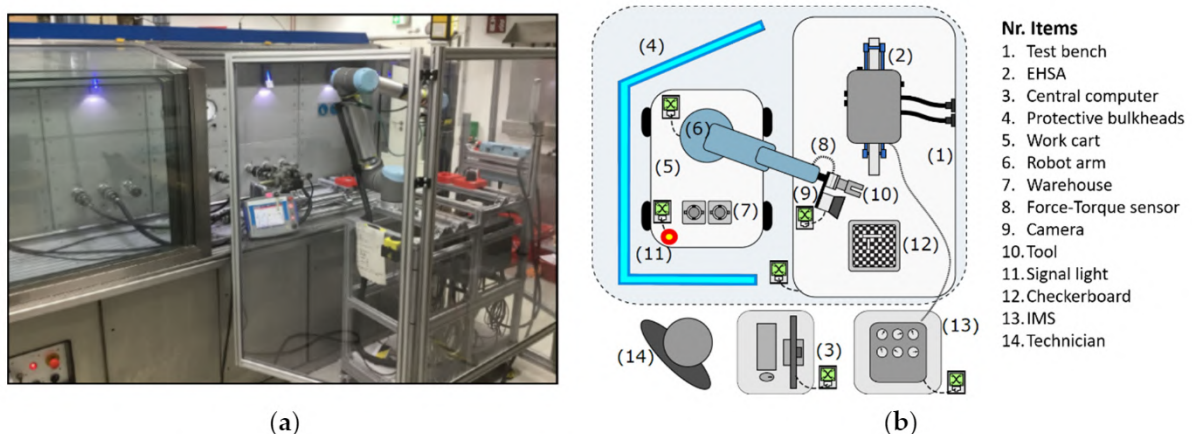 (4)
(2)
(6)
(8)
(5)
(1)
(9)
(10)
(7)
(12)
(11)
(13)
(14)
(3)
Nr. Items
1. Test bench
2. EHSA
3. Central computer
4. Protective bulkheads
5. Work cart
6. Robot arm
7. Warehouse
8. Force-Torque sensor
9. Camera
10. Tool
11. Signal light
12. Checkerboard
13. IMS
14. Technician
(a)
(b)